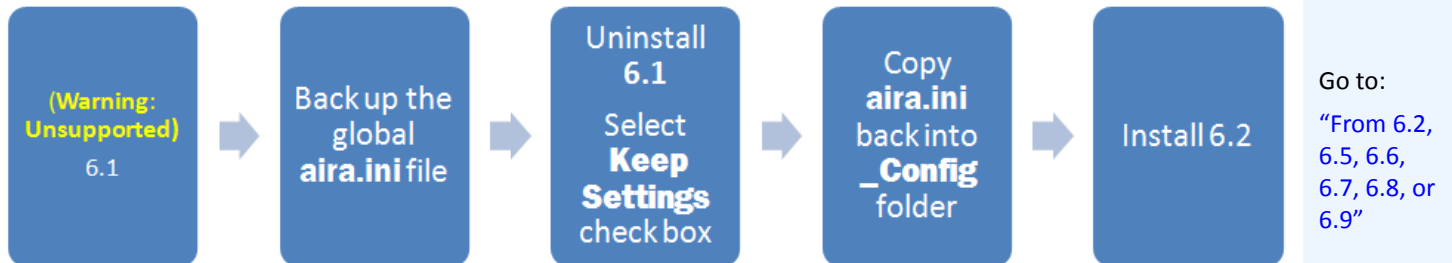 (Warning:
Unsupported)
6.1
Back up the
global
aira.ini file
Uninstall
6.1
Select
Keep
Settings
check box
Copy
aira.ini
back into
_Config
folder
Install 6.2
Go to:
“From 6.2,
6.5, 6.6,
6.7, 6.8, or
6.9”